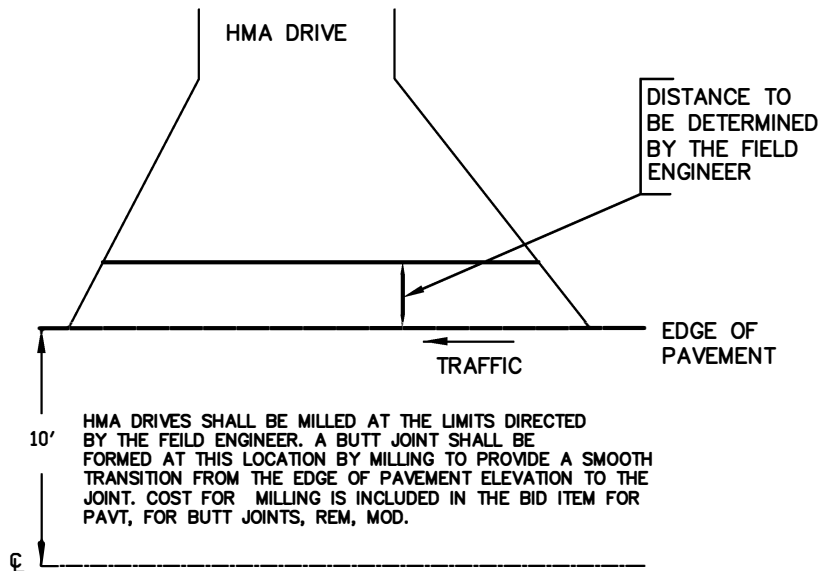 HMA DRIVE
DISTANCE TO
BE DETERMINED
BY THE FIELD
ENGINEER
EDGE OF
PAVEMENT
TRAFFIC
10'
HMA DRIVES SHALL BE MILLED AT THE LIMITS DIRECTED
BY THE FEILD ENGINEER. A BUTT JOINT SHALL BE
FORMED AT THIS LOCATION BY MILLING TO PROVIDE A SMOOTH
TRANSITION FROM THE EDGE OF PAVEMENT ELEVATION TO THE
JOINT. COST FOR MILLING IS INCLUDED IN THE BID ITEM FOR
PAVT, FOR BUTT JOINTS, REM, MOD.
℄